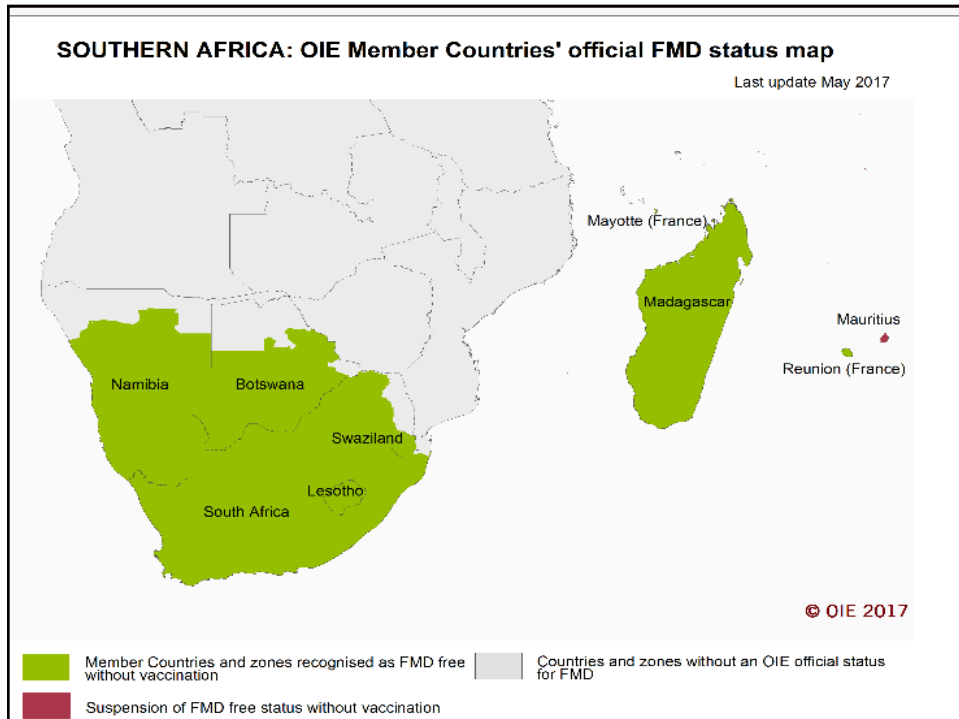 SOUTHERN AFRICA: OIE Member Countries' official FMD status map
Last update May 2017
Mayotte (France)
Madagascar
Mauritius
Reunion (France)
Namibia
Botswana
Swaziland
Lesotho
South Africa
© OIE 2017
Member Countries and zones recognised as FMD free
without vaccination
Countries and zones without an OIE official status
for FMD
Suspension of FMD free status without vaccination